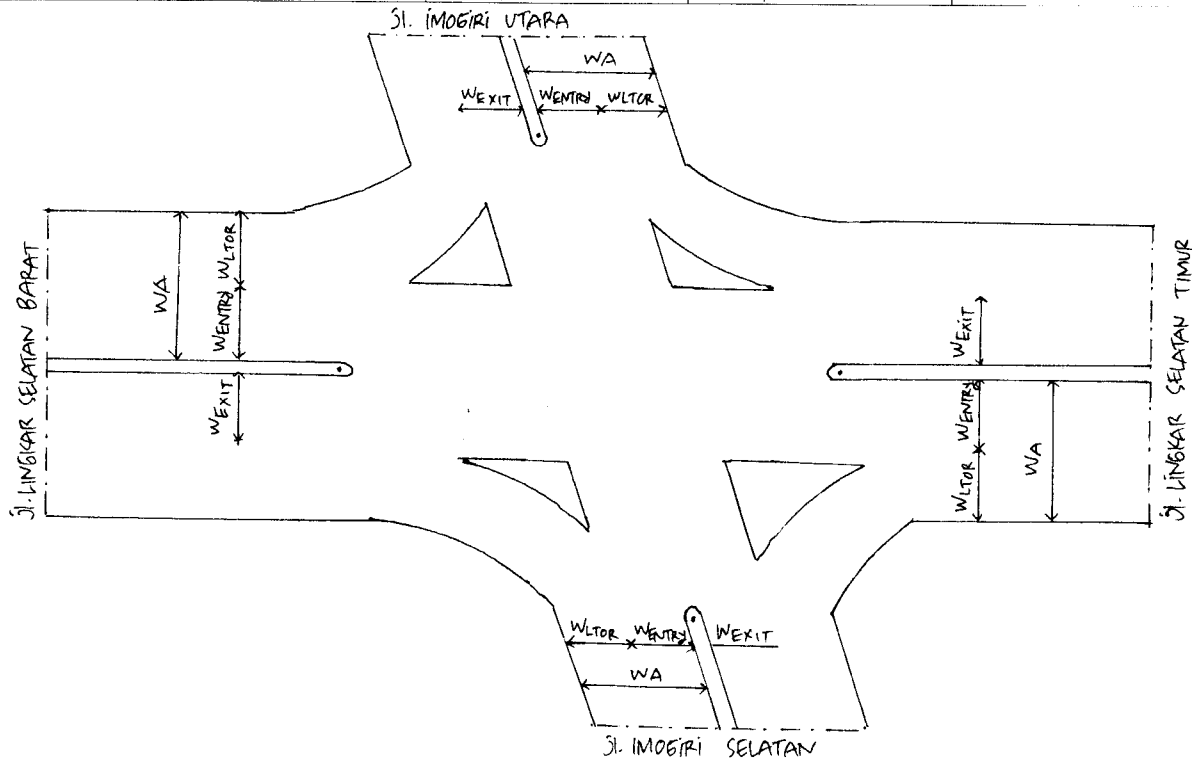 Jl. IMOGIRI UTARA
WA
WEXIT WENTRY WLTOR
Jl. LINGKAR SELATAN BARAT
WA
WLTOR
WENTRY
WEXIT
WEXIT
WENTRY
WLTOR
WA
Jl. LINGKAR SELATAN TIMUR
WLTOR WENTRY WEXIT
WA
Jl. IMOGIRI SELATAN